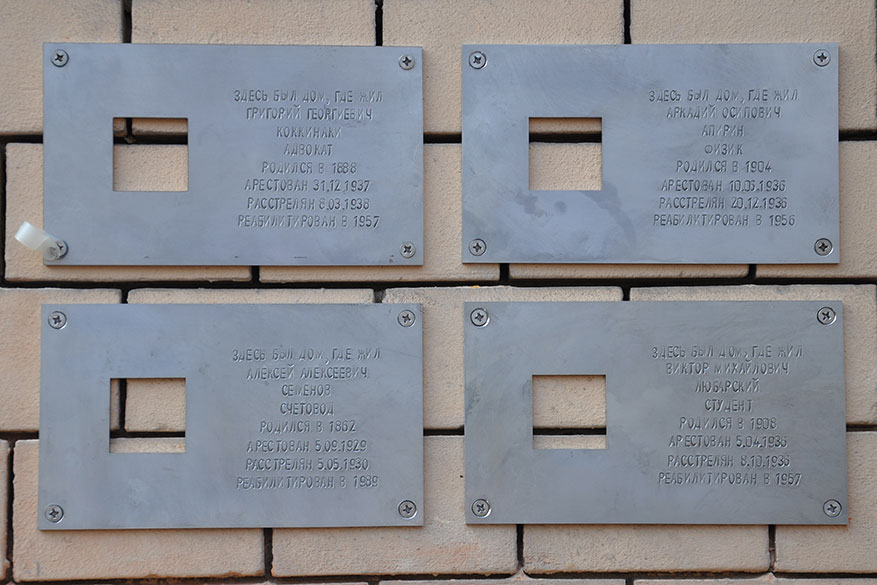 ЗДЕСЬ БЫЛ ДОМ, ГДЕ ЖИЛ
ГРИГОРИЙ ГЕОРГИЕВИЧ
КОККИНАКИ
АДВОКАТ
РОДИЛСЯ В 1888
АРЕСТОВАН 31.12.1937
РАССТРЕЛЯН 8.03.1938
РЕАБИЛИТИРОВАН В 1957
ЗДЕСЬ БЫЛ ДОМ, ГДЕ ЖИЛ
АРКАДИЙ ОСИПОВИЧ
АПИРИН
ФИЗИК
РОДИЛСЯ В 1904
АРЕСТОВАН 10.03.1936
РАССТРЕЛЯН 20.12.1936
РЕАБИЛИТИРОВАН В 1956
ЗДЕСЬ БЫЛ ДОМ, ГДЕ ЖИЛ
АЛЕКСЕЙ АЛЕКСЕЕВИЧ
СЕМЕНОВ
СЧЕТОВОД
РОДИЛСЯ В 1882
АРЕСТОВАН 5.09.1929
РАССТРЕЛЯН 5.05.1930
РЕАБИЛИТИРОВАН В 1989
ЗДЕСЬ БЫЛ ДОМ, ГДЕ ЖИЛ
ВИКТОР МИХАЙЛОВИЧ
ЛЮБАРСКИЙ
СТУДЕНТ
РОДИЛСЯ В 1908
АРЕСТОВАН 5.04.1936
РАССТРЕЛЯН 8.10.1936
РЕАБИЛИТИРОВАН В 1957